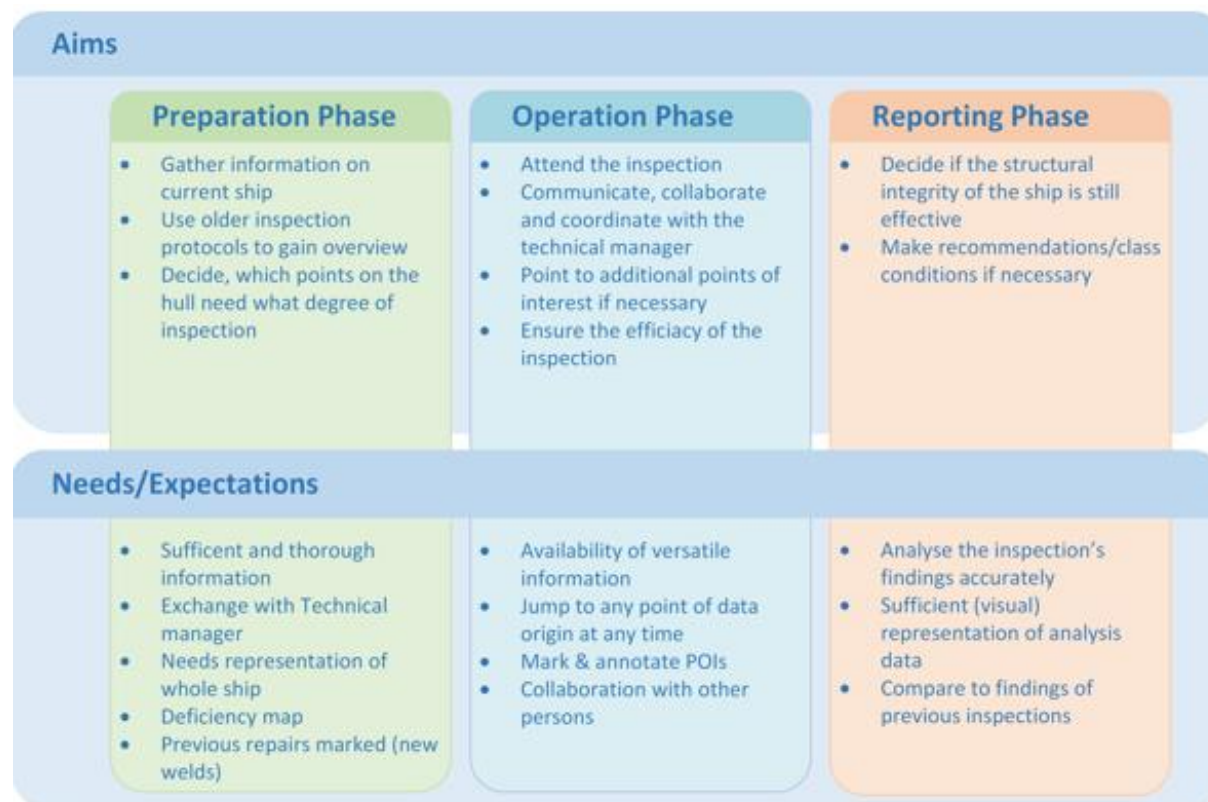 Aims
Preparation Phase
• Gather information on
current ship
• Use older inspection
protocols to gain overview
• Decide, which points on the
hull need what degree of
inspection
Operation Phase
• Attend the inspection
• Communicate, collaborate
and coordinate with the
technical manager
• Point to additional points of
interest if necessary
• Ensure the efficiacy of the
inspection
Reporting Phase
• Decide if the structural
integrity of the ship is still
effective
• Make recommendations/class
conditions if necessary
Needs/Expectations
• Sufficent and thorough
information
• Exchange with Technical
manager
• Needs representation of
whole ship
• Deficiency map
• Previous repairs marked (new
welds)
• Availability of versatile
information
• Jump to any point of data
origin at any time
• Mark & annotate POIs
• Collaboration with other
persons
• Analyse the inspection's
findings accurately
• Sufficient (visual)
representation of analysis
data
• Compare to findings of
previous inspections